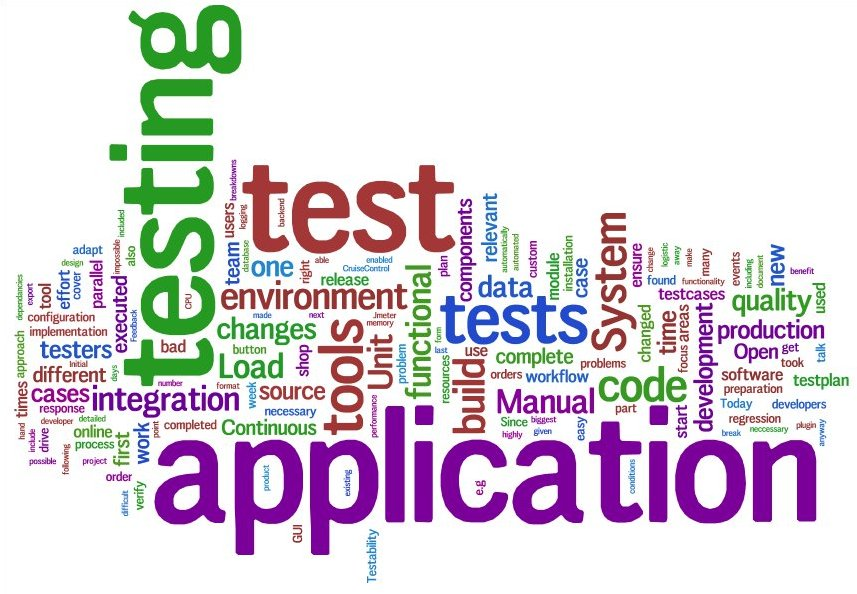 testing
test
application
tests
System
code
tools
build
environment
functional
integration
Unit
Manual
Load
changes
data
relevant
components
quality
production
development
Open
new
time
used
one
team
users
logging
breakdowns
backend
database
right
able
enabled
CruiseControl
release
made
next
Jmeter
memory
plan
automatically
automated
custom
module
installation
case
ensure
change
logistic
away
make
many
events
including
document
benefit
found
functionality
testcases
changed
focus
areas
get
took
talk
software
preparation
testplan
Today
developers
regression
neccessary
plugin
break
anyway
start
part
problems
complete
use
orders
workflow
last
form
resources
problem
performance
Since
biggest
highly
given
easy
conditions
e.g
existing
product
GUI
Testability
Continuous
necessary
source
week
format
number
button
shop
bad
CPU
Feedback
executed
impossible
included
also
adapt
design
effort
cover
parallel
tool
export
dependancies
configuration
implementation
testers
approach
Initial
different
days
times
cases
response
developer
detailed
hand
include
drive
online
process
first
work
point
completed
possible
following
project
order
difficult
verify